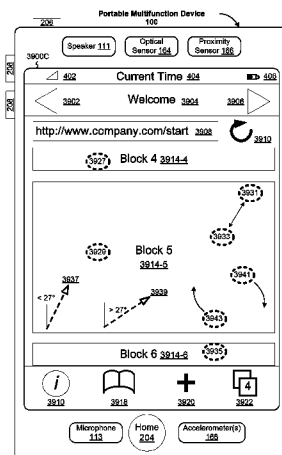 Portable Multifunction Device
100
206
Speaker 111
Optical
Sensor 164
Proximity
Sensor 166
3900C
208
208
402
Current Time 404
406
3902
Welcome 3904
3906
http://www.company.com/start 3908
3910
3927
Block 4 3914-4
3931
3933
3929
Block 5
3914-5
3937
3939
3941
< 27°
> 27°
3943
Block 6 3914-6
3935
i
4
3910
3918
3920
3922
Microphone
113
Home
204
Accelerometer(s)
168